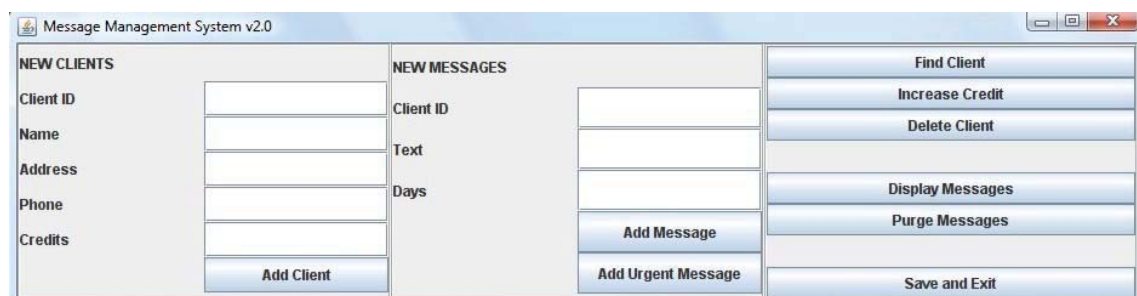 Message Management System v2.0
NEW CLIENTS
Client ID
Name
Address
Phone
Credits
Add Client
NEW MESSAGES
Client ID
Text
Days
Add Message
Add Urgent Message
Find Client
Increase Credit
Delete Client
Display Messages
Purge Messages
Save and Exit